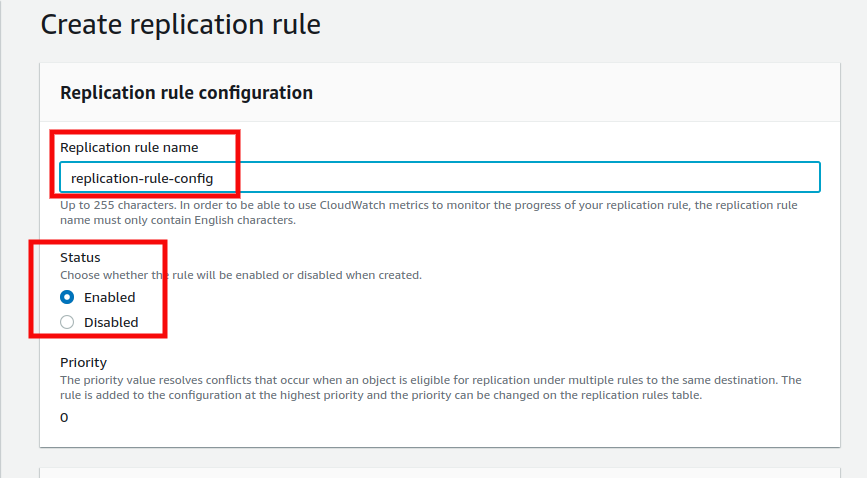 Create replication rule
Replication rule configuration
Replication rule name
replication-rule-config
Up to 255 characters. In order to be able to use CloudWatch metrics to monitor the progress of your replication rule, the replication rule
name must only contain English characters.
Status
Choose whether the rule will be enabled or disabled when created.
Enabled
Disabled
Priority
The priority value resolves conflicts that occur when an object is eligible for replication under multiple rules to the same destination. The
rule is added to the configuration at the highest priority and the priority can be changed on the replication rules table.
0